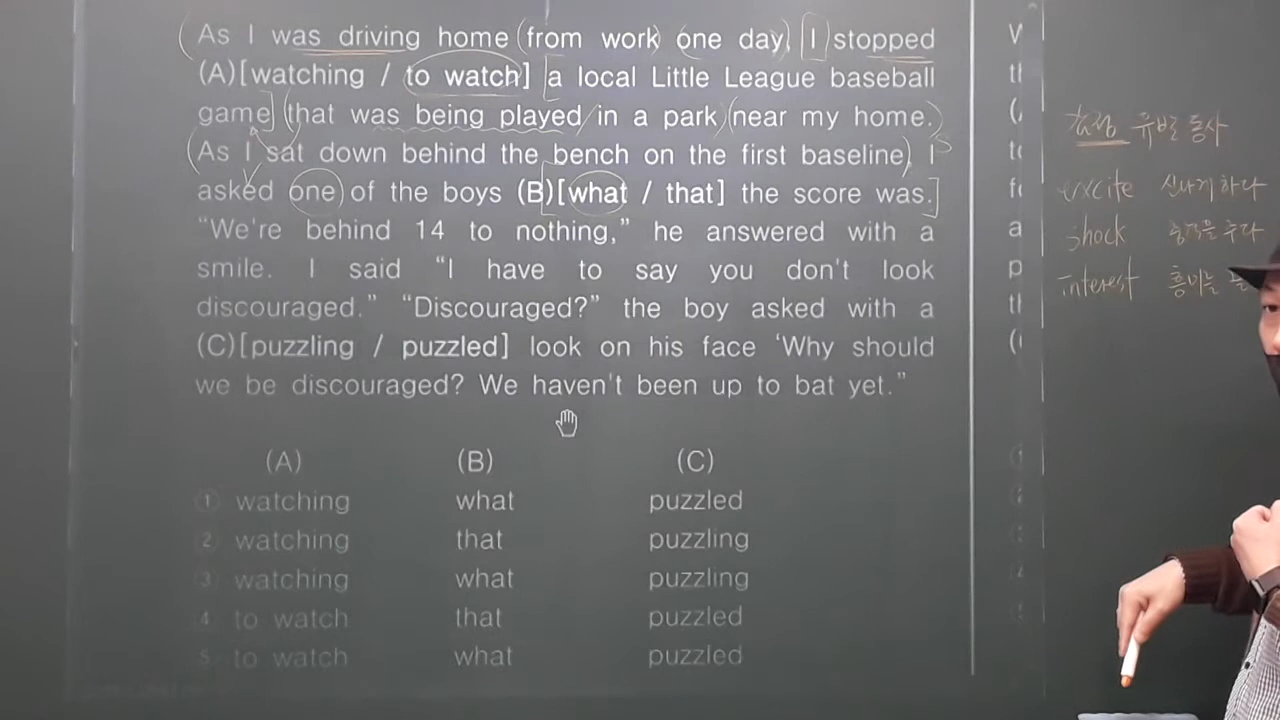 As I was driving home from work one day, I stopped
(A)[watching / to watch] a local Little League baseball
game that was being played in a park near my home.
As I sat down behind the bench on the first baseline, I
asked one of the boys (B)[what / that] the score was.
“We're behind 14 to nothing,” he answered with a
smile. I said “I have to say you don't look
discouraged.” “Discouraged?” the boy asked with a
(C)[puzzling / puzzled] look on his face ‘Why should
we be discouraged? We haven't been up to bat yet.”
(A) (B) (C)
① watching what puzzled
② watching that puzzling
③ watching what puzzling
④ to watch that puzzled
⑤ to watch what puzzled
감정 유발 동사
excite 신나게 하다
shock 충격을 주다
interest 흥미를